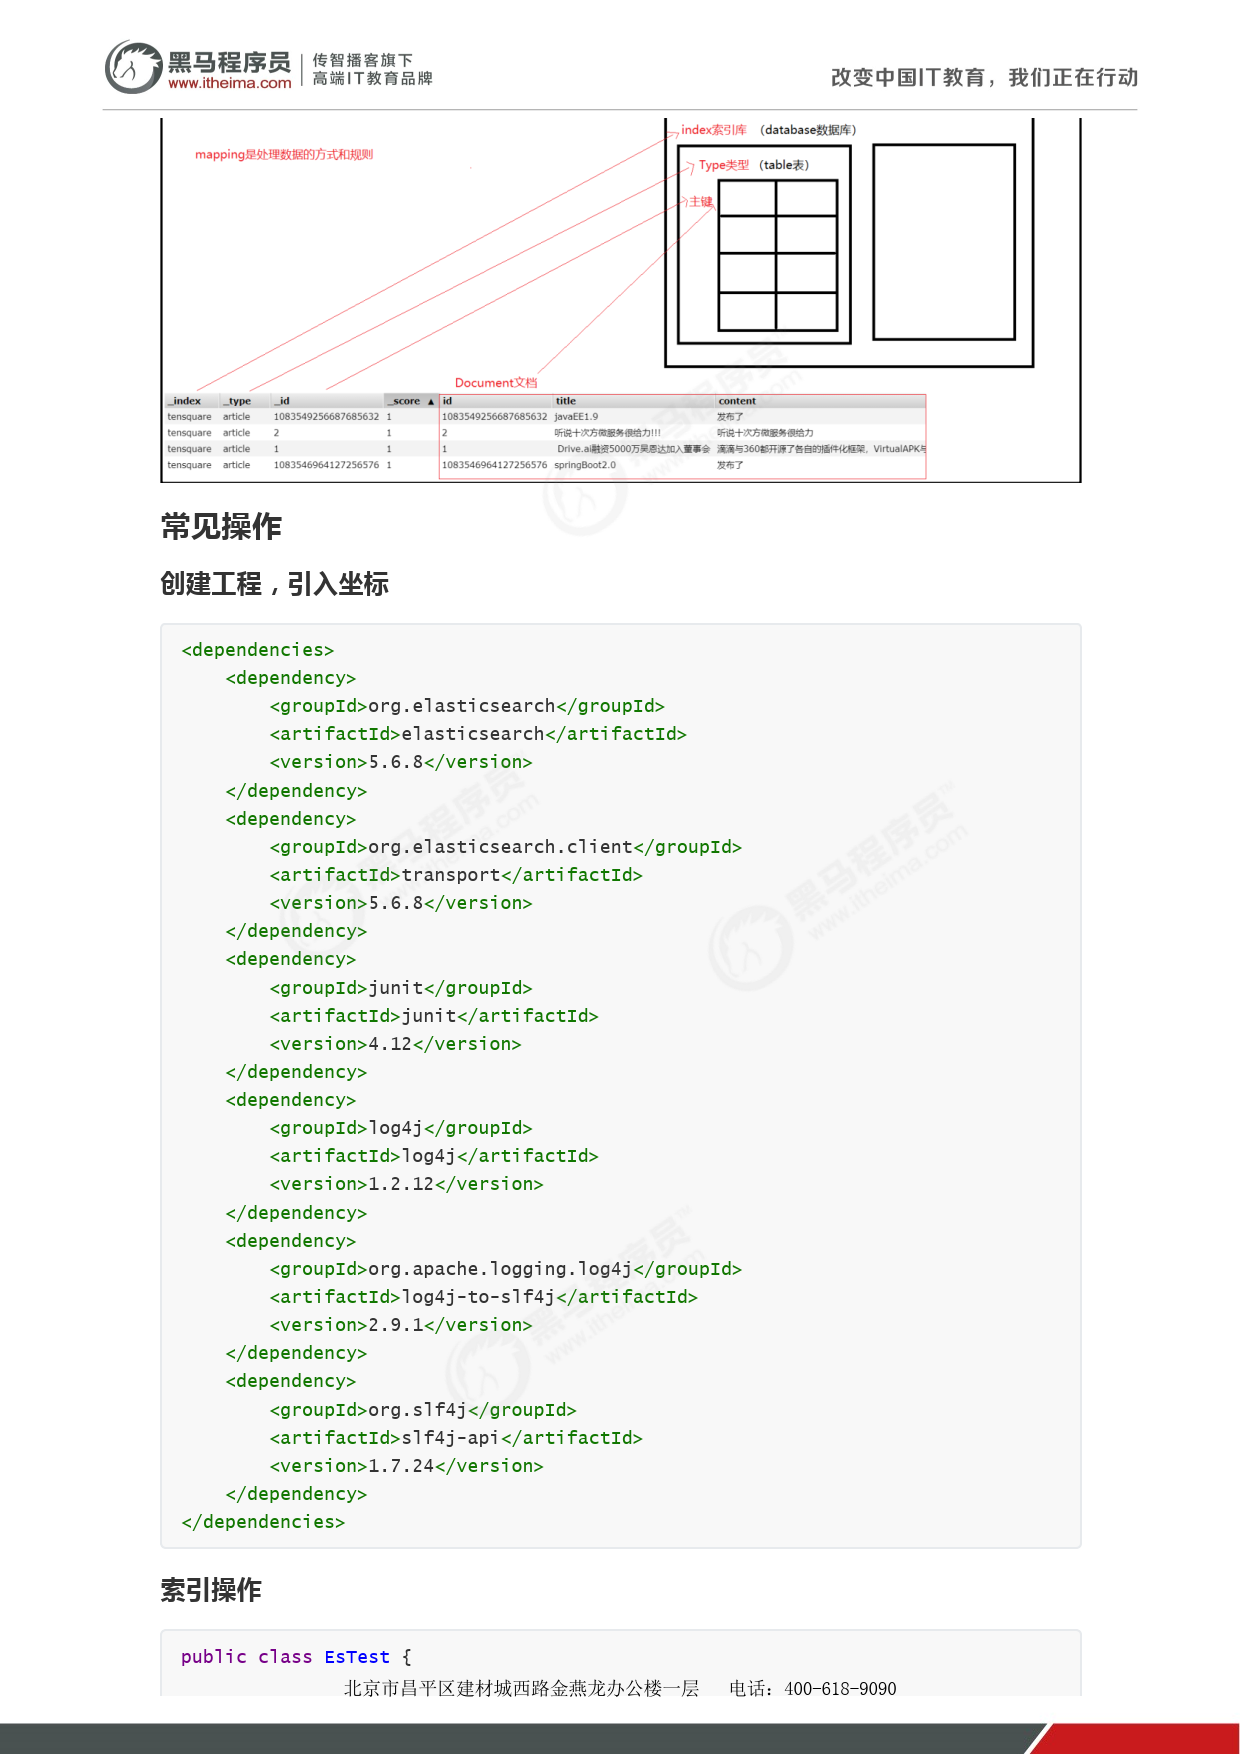 黑马程序员
www.itheima.com
传智播客旗下
高端IT教育品牌
改变中国IT教育，我们正在行动
mapping是处理数据的方式和规则
index索引库 （database数据库）
Type类型 （table表）
主键
Document文档
_index _type _id _score ▲ id title content
tensquare article 1083549256687685632 1 1083549256687685632 javaEE1.9 发布了
tensquare article 2 1 2 听说十次方微服务很给力!!! 听说十次方微服务很给力
tensquare article 1 1 1 Drive.ai融资5000万吴恩达加入董事会 滴滴与360都开源了各自的插件化框架，VirtualAPK与
tensquare article 1083546964127256576 1 1083546964127256576 springBoot2.0 发布了
常见操作
创建工程，引入坐标
<dependencies>
    <dependency>
        <groupId>org.elasticsearch</groupId>
        <artifactId>elasticsearch</artifactId>
        <version>5.6.8</version>
    </dependency>
    <dependency>
        <groupId>org.elasticsearch.client</groupId>
        <artifactId>transport</artifactId>
        <version>5.6.8</version>
    </dependency>
    <dependency>
        <groupId>junit</groupId>
        <artifactId>junit</artifactId>
        <version>4.12</version>
    </dependency>
    <dependency>
        <groupId>log4j</groupId>
        <artifactId>log4j</artifactId>
        <version>1.2.12</version>
    </dependency>
    <dependency>
        <groupId>org.apache.logging.log4j</groupId>
        <artifactId>log4j-to-slf4j</artifactId>
        <version>2.9.1</version>
    </dependency>
    <dependency>
        <groupId>org.slf4j</groupId>
        <artifactId>slf4j-api</artifactId>
        <version>1.7.24</version>
    </dependency>
</dependencies>
索引操作
public class EsTest {
北京市昌平区建材城西路金燕龙办公楼一层 电话：400-618-9090